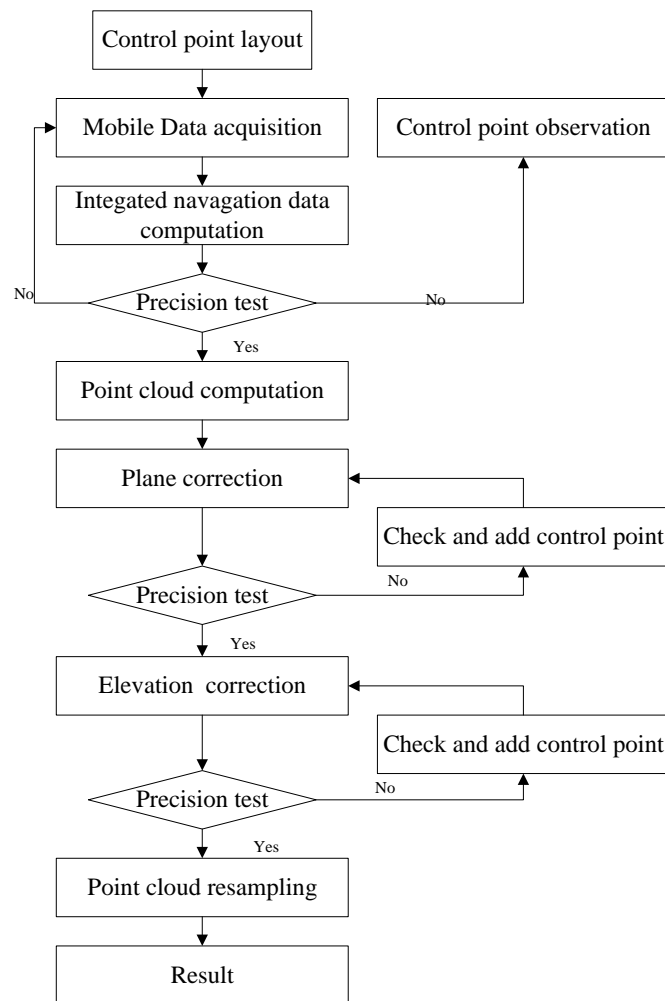 Control point layout
Mobile Data acquisition
Control point observation
Integated navagation data
computation
No
Precision test
No
Yes
Point cloud computation
Plane correction
Check and add control point
Precision test
No
Yes
Elevation correction
Check and add control point
Precision test
No
Yes
Point cloud resampling
Result